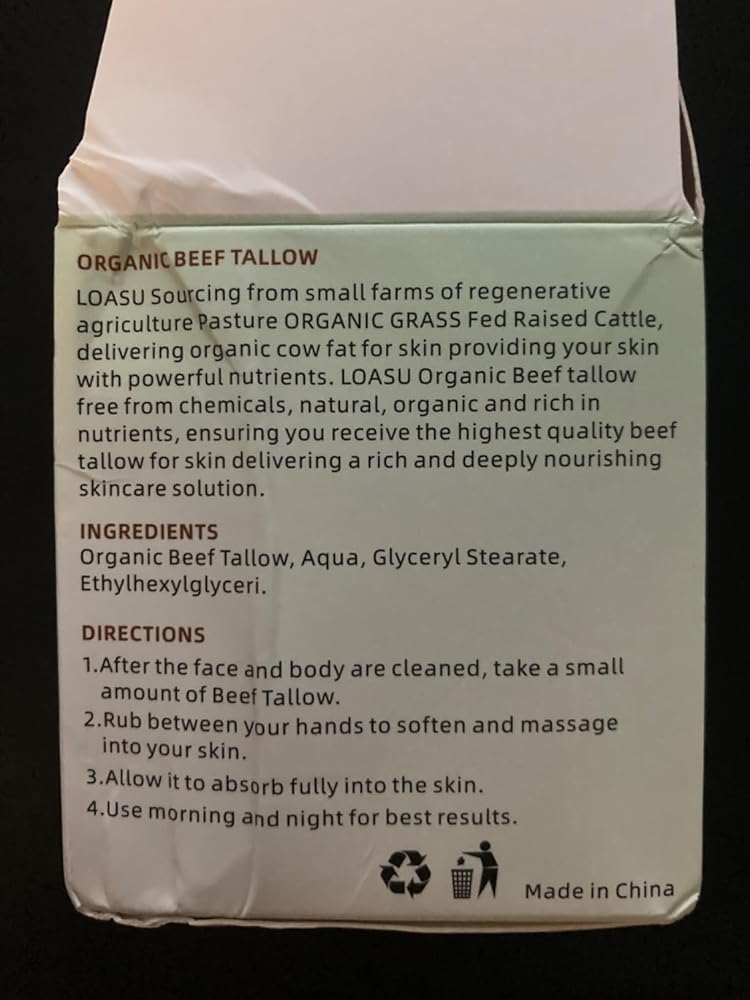 ORGANIC BEEF TALLOW
LOASU Sourcing from small farms of regenerative
agriculture Pasture ORGANIC GRASS Fed Raised Cattle,
delivering organic cow fat for skin providing your skin
with powerful nutrients. LOASU Organic Beef tallow
free from chemicals, natural, organic and rich in
nutrients, ensuring you receive the highest quality beef
tallow for skin delivering a rich and deeply nourishing
skincare solution.
INGREDIENTS
Organic Beef Tallow, Aqua, Glyceryl Stearate,
Ethylhexylglyceri.
DIRECTIONS
1.After the face and body are cleaned, take a small
amount of Beef Tallow.
2.Rub between your hands to soften and massage
into your skin.
3.Allow it to absorb fully into the skin.
4.Use morning and night for best results.
Made in China